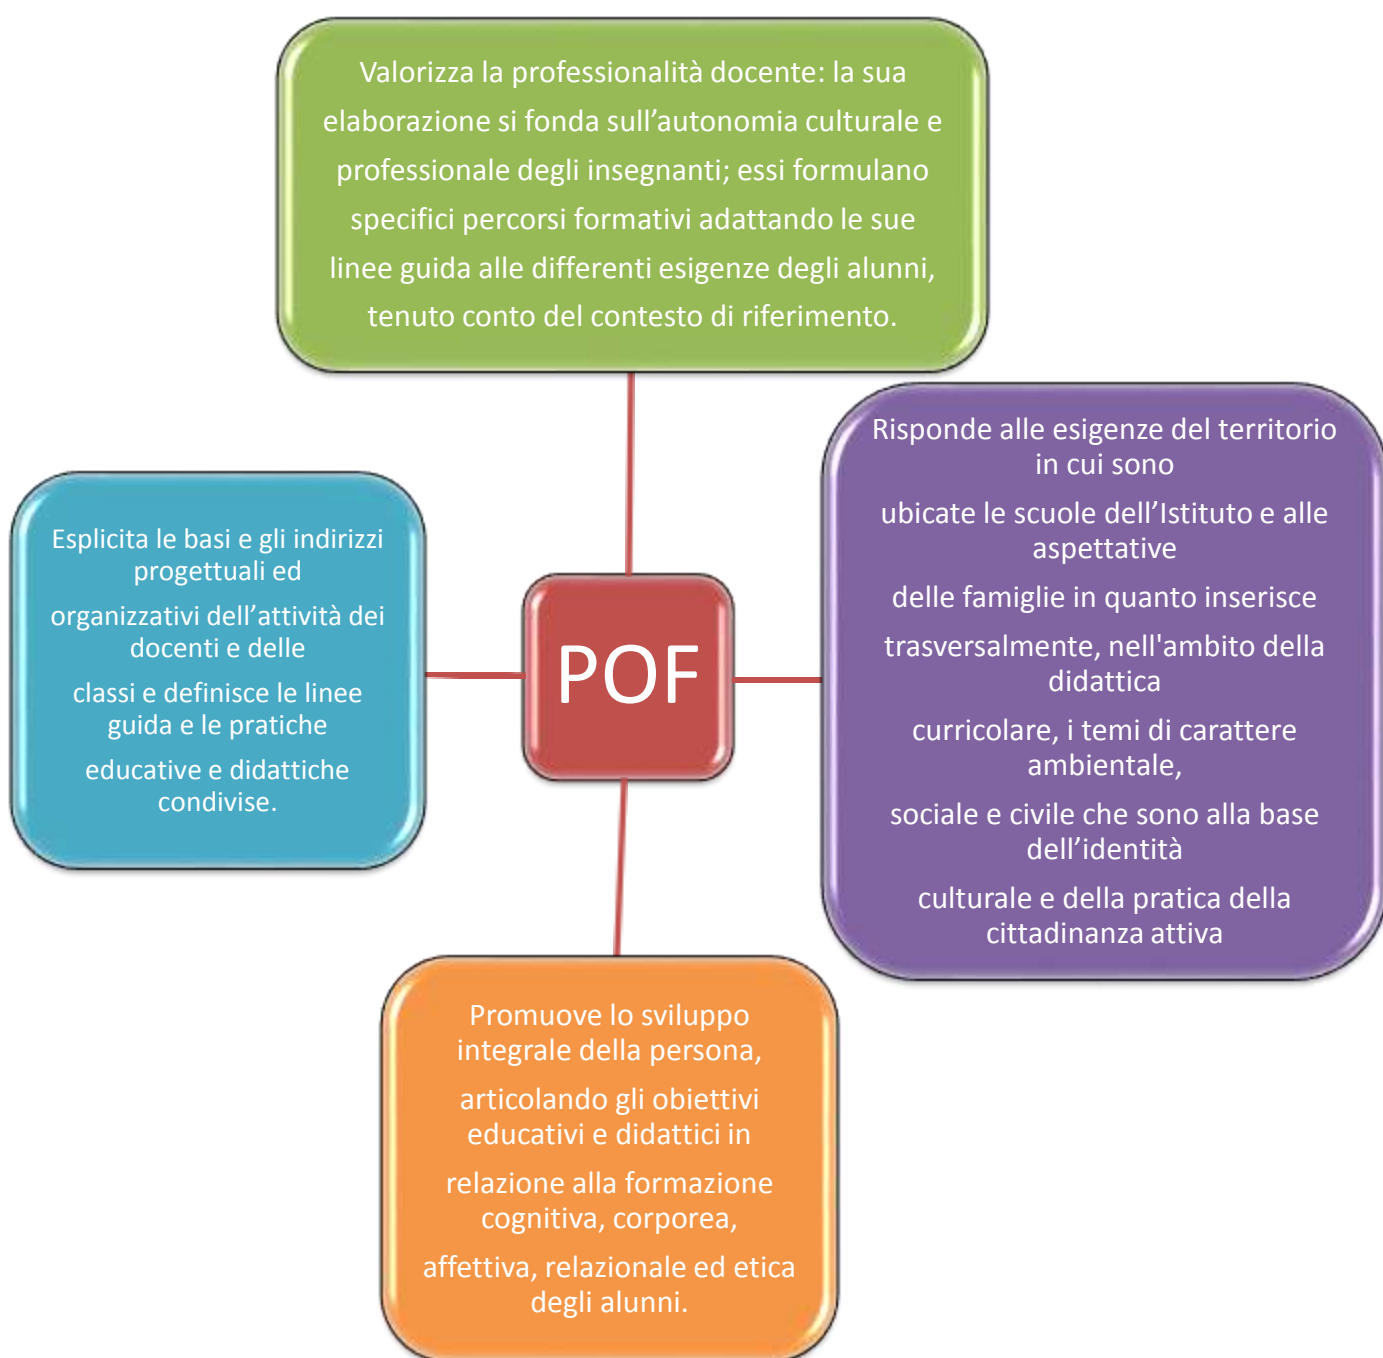 Valorizza la professionalità docente: la sua
elaborazione si fonda sull’autonomia culturale e
professionale degli insegnanti; essi formulano
specifici percorsi formativi adattando le sue
linee guida alle differenti esigenze degli alunni,
tenuto conto del contesto di riferimento.
Risponde alle esigenze del territorio
in cui sono
ubicate le scuole dell’Istituto e alle
aspettative
delle famiglie in quanto inserisce
trasversalmente, nell'ambito della
didattica
curricolare, i temi di carattere
ambientale,
sociale e civile che sono alla base
dell’identità
culturale e della pratica della
cittadinanza attiva
Esplicita le basi e gli indirizzi
progettuali ed
organizzativi dell’attività dei
docenti e delle
classi e definisce le linee
guida e le pratiche
educative e didattiche
condivise.
POF
Promuove lo sviluppo
integrale della persona,
articolando gli obiettivi
educativi e didattici in
relazione alla formazione
cognitiva, corporea,
affettiva, relazionale ed etica
degli alunni.